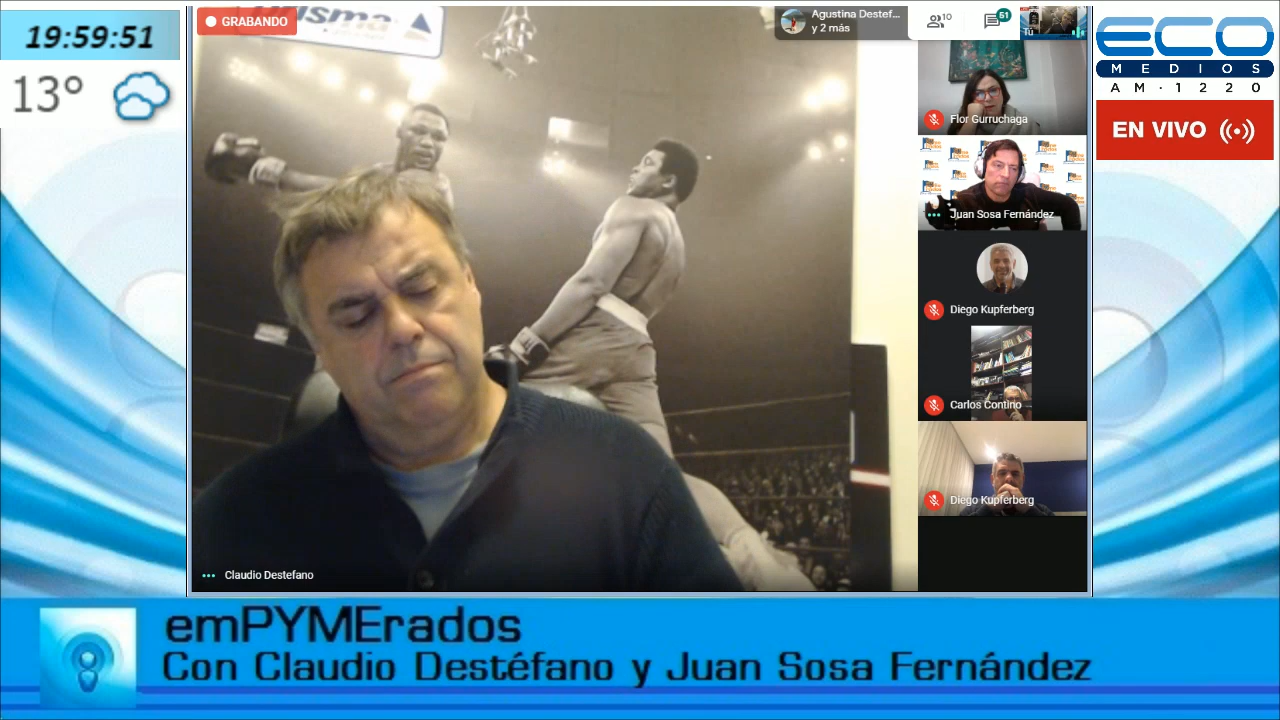 19:59:51
13°
GRABANDO
Agustina Destef...
y 2 más
10
51
Tú
ECO
MEDIOS
AM·1220
EN VIVO
Flor Gurruchaga
Juan Sosa Fernández
Diego Kupferberg
Carlos Contino
Diego Kupferberg
Claudio Destefano
emPYMErados
Con Claudio Destéfano y Juan Sosa Fernández